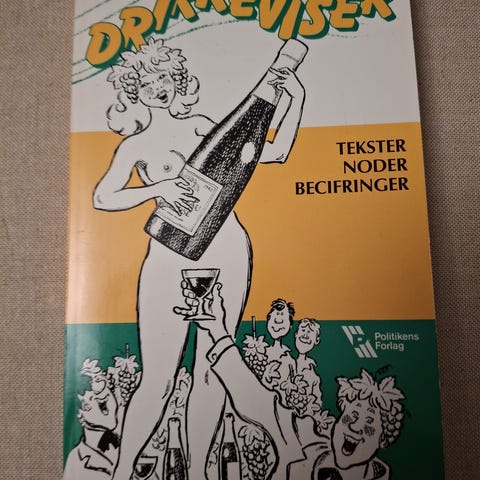 DRIKKEVISER
TEKSTER
NODER
BECIFRINGER
Politikens
Forlag